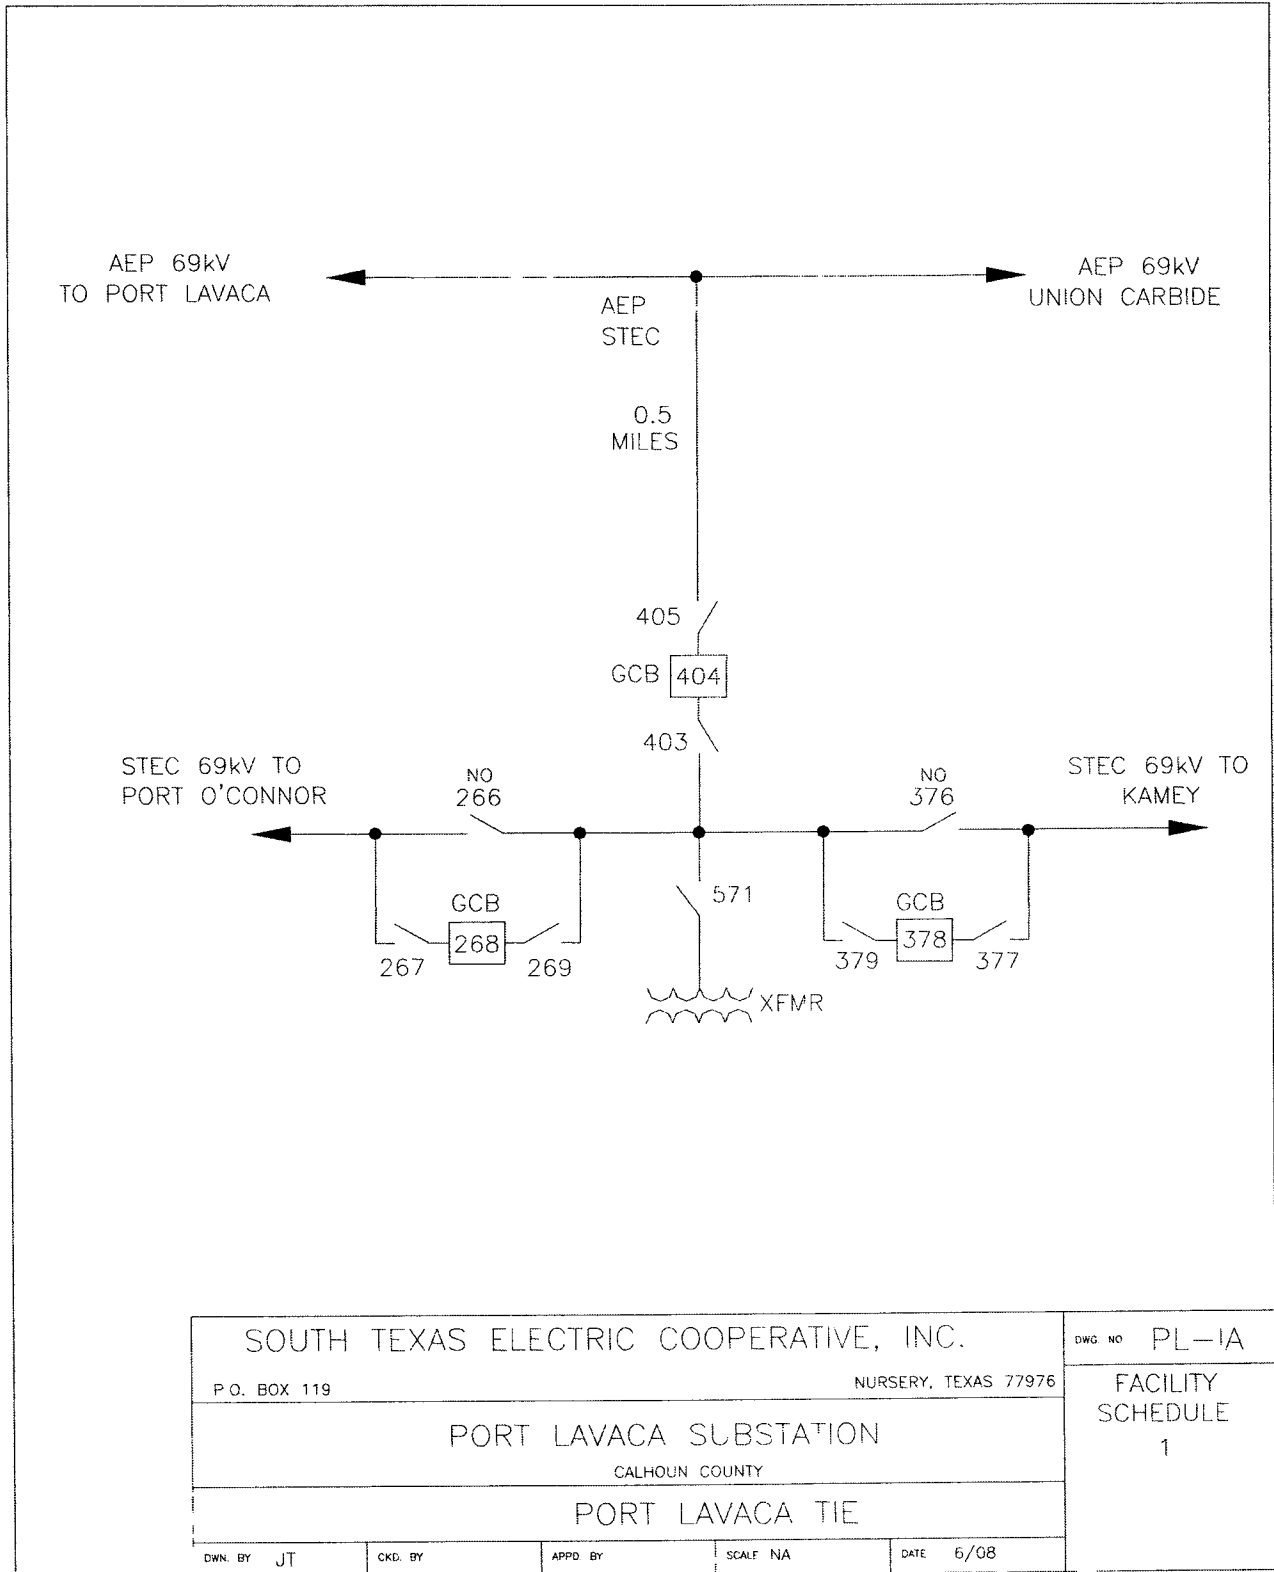 AEP 69kV
TO PORT LAVACA
AEP 69kV
UNION CARBIDE
AEP
STEC
0.5
MILES
405
GCB 404
403
STEC 69kV TO
PORT O'CONNOR
NO
266
NO
376
STEC 69kV TO
KAMEY
GCB
268
267
269
571
GCB
378
379
377
XFMR
SOUTH TEXAS ELECTRIC COOPERATIVE, INC.
P.O. BOX 119
NURSERY, TEXAS 77976
DWG. NO PL-1A
FACILITY
SCHEDULE
1
PORT LAVACA SUBSTATION
CALHOUN COUNTY
PORT LAVACA TIE
DWN. BY JT
CKD. BY
APPD. BY
SCALE NA
DATE 6/08